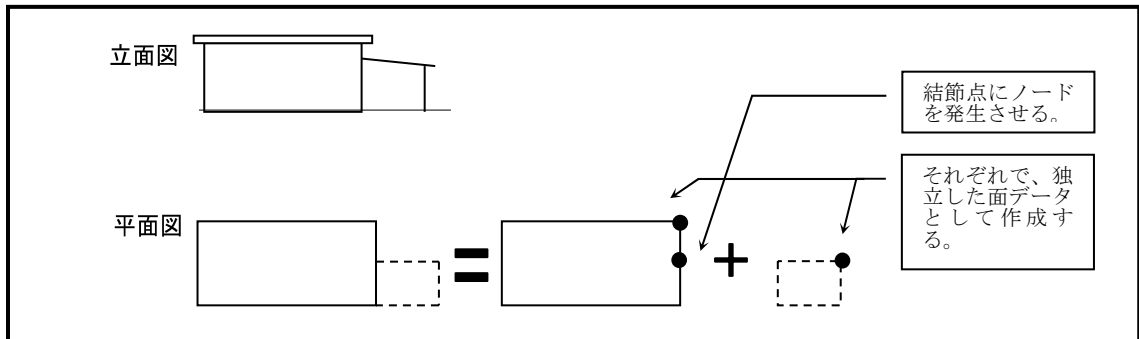 立面図
結節点にノード
を発生させる。
それぞれで、独
立した面データ
として作成す
る。
平面図